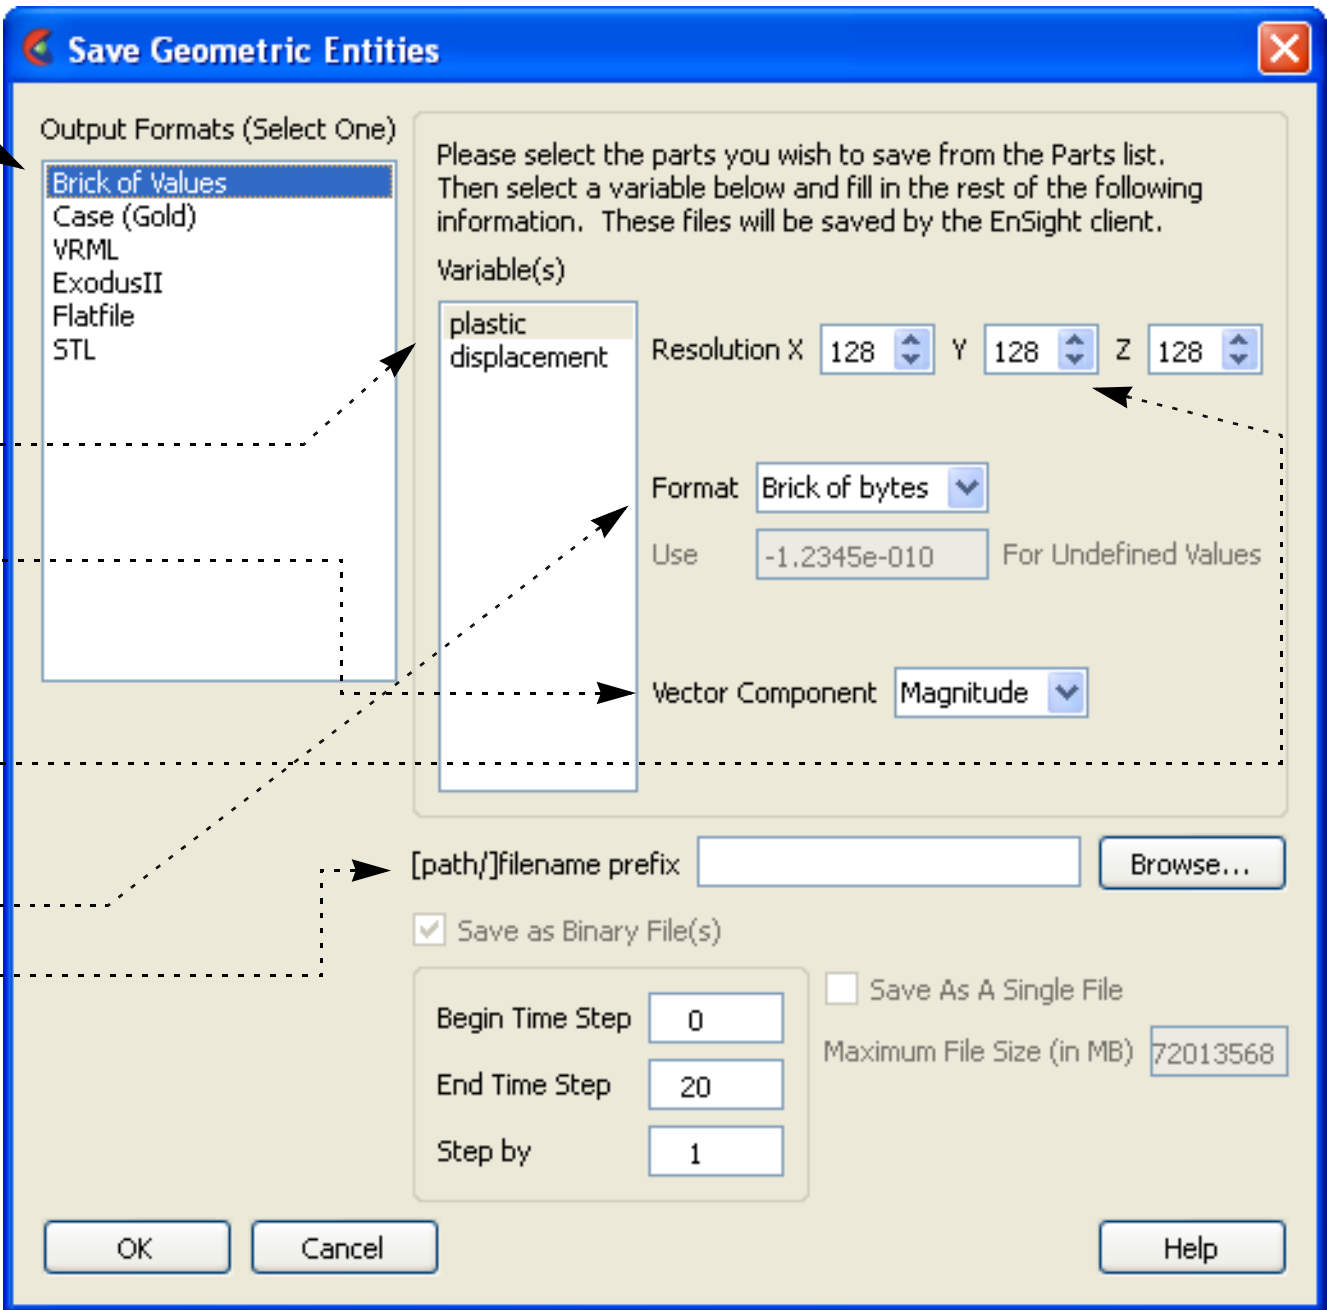 Save Geometric Entities
Output Formats (Select One)
Brick of Values
Case (Gold)
VRML
ExodusII
Flatfile
STL
Please select the parts you wish to save from the Parts list.
Then select a variable below and fill in the rest of the following
information.  These files will be saved by the EnSight client.
Variable(s)
plastic
displacement
Resolution X 128 Y 128 Z 128
Format Brick of bytes
Use -1.2345e-010 For Undefined Values
Vector Component Magnitude
[path/]filename prefix Browse...
Save as Binary File(s)
Begin Time Step 0
End Time Step 20
Step by 1
Save As A Single File
Maximum File Size (in MB) 72013568
OK Cancel Help